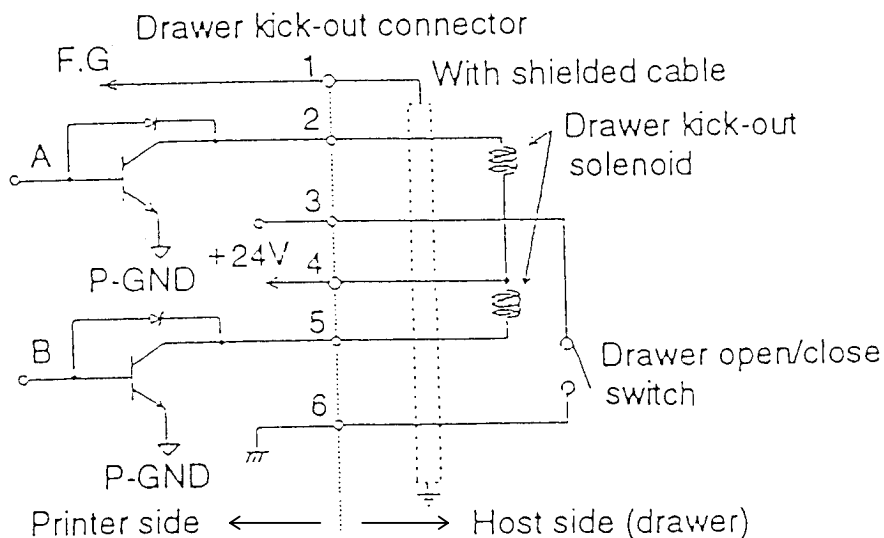 Drawer kick-out connector
F.G
1
With shielded cable
2
Drawer kick-out
solenoid
A
3
+24V
4
P-GND
5
B
Drawer open/close
switch
6
P-GND
Printer side
Host side (drawer)